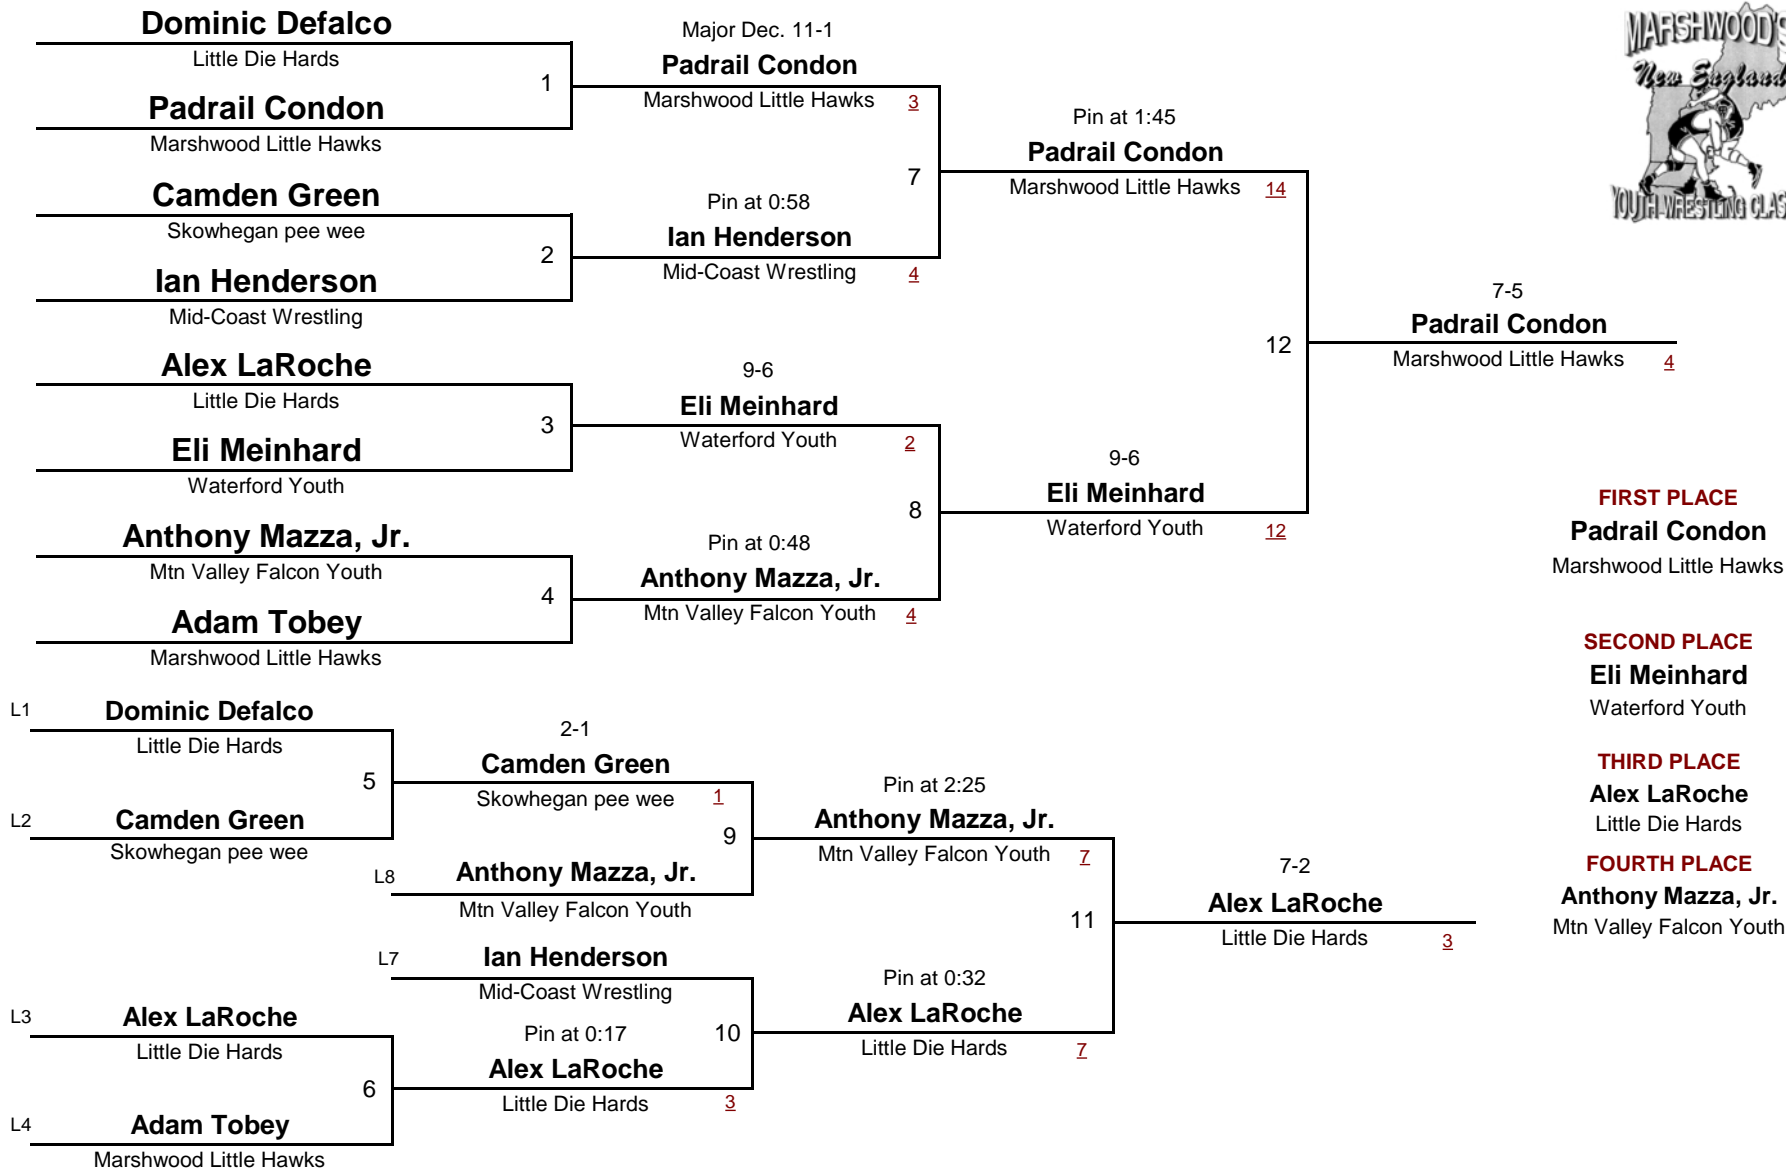 Dominic Defalco
Little Die Hards
1
Padrail Condon
Marshwood Little Hawks
Camden Green
Skowhegan pee wee
2
Ian Henderson
Mid-Coast Wrestling
Alex LaRoche
Little Die Hards
3
Eli Meinhard
Waterford Youth
Anthony Mazza, Jr.
Mtn Valley Falcon Youth
4
Adam Tobey
Marshwood Little Hawks
Major Dec. 11-1
Padrail Condon
Marshwood Little Hawks 3
7
Pin at 0:58
Ian Henderson
Mid-Coast Wrestling 4
9-6
Eli Meinhard
Waterford Youth 2
8
Pin at 0:48
Anthony Mazza, Jr.
Mtn Valley Falcon Youth 4
Pin at 1:45
Padrail Condon
Marshwood Little Hawks 14
12
9-6
Eli Meinhard
Waterford Youth 12
7-5
Padrail Condon
Marshwood Little Hawks 4
MARSHWOOD'S
New England
YOUTH WRESTLING CLAS
FIRST PLACE
Padrail Condon
Marshwood Little Hawks
SECOND PLACE
Eli Meinhard
Waterford Youth
THIRD PLACE
Alex LaRoche
Little Die Hards
FOURTH PLACE
Anthony Mazza, Jr.
Mtn Valley Falcon Youth
L1 Dominic Defalco
Little Die Hards
5
L2 Camden Green
Skowhegan pee wee
2-1
Camden Green
Skowhegan pee wee 1
9
L8 Anthony Mazza, Jr.
Mtn Valley Falcon Youth
L7 Ian Henderson
Mid-Coast Wrestling
10
L3 Alex LaRoche
Little Die Hards
6
L4 Adam Tobey
Marshwood Little Hawks
Pin at 0:17
Alex LaRoche
Little Die Hards 3
Pin at 2:25
Anthony Mazza, Jr.
Mtn Valley Falcon Youth 7
11
Pin at 0:32
Alex LaRoche
Little Die Hards 7
7-2
Alex LaRoche
Little Die Hards 3